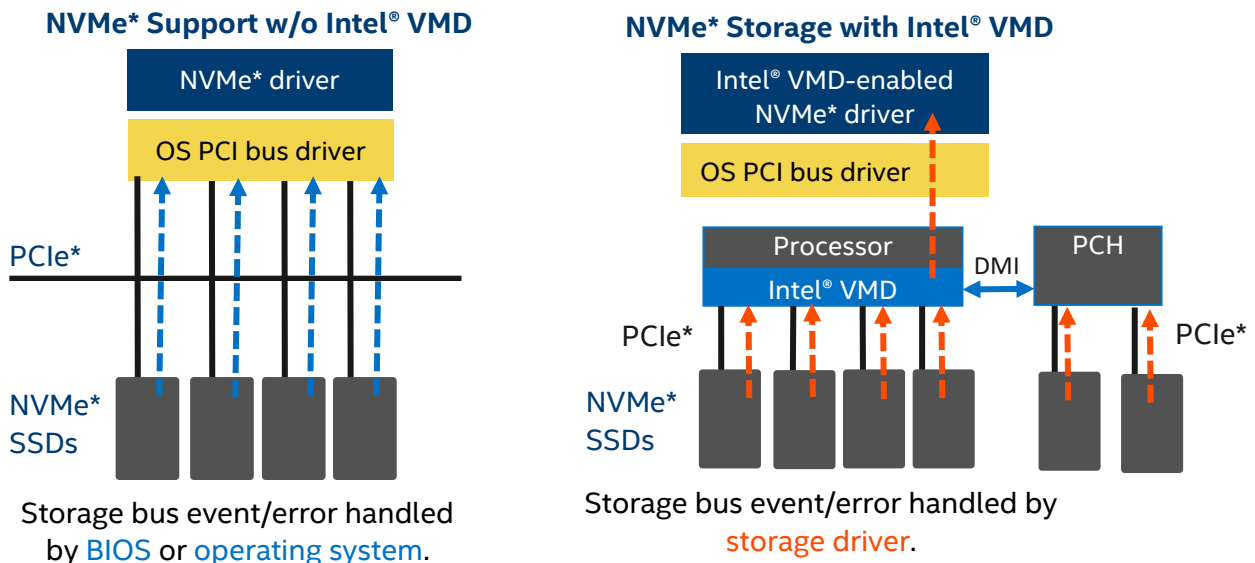 NVMe* Support w/o Intel® VMD
NVMe* driver
OS PCI bus driver
PCIe*
NVMe*
SSDs
Storage bus event/error handled
by BIOS or operating system.
NVMe* Storage with Intel® VMD
Intel® VMD-enabled
NVMe* driver
OS PCI bus driver
Processor
Intel® VMD
DMI
PCH
PCIe*
PCIe*
NVMe*
SSDs
Storage bus event/error handled by
storage driver.